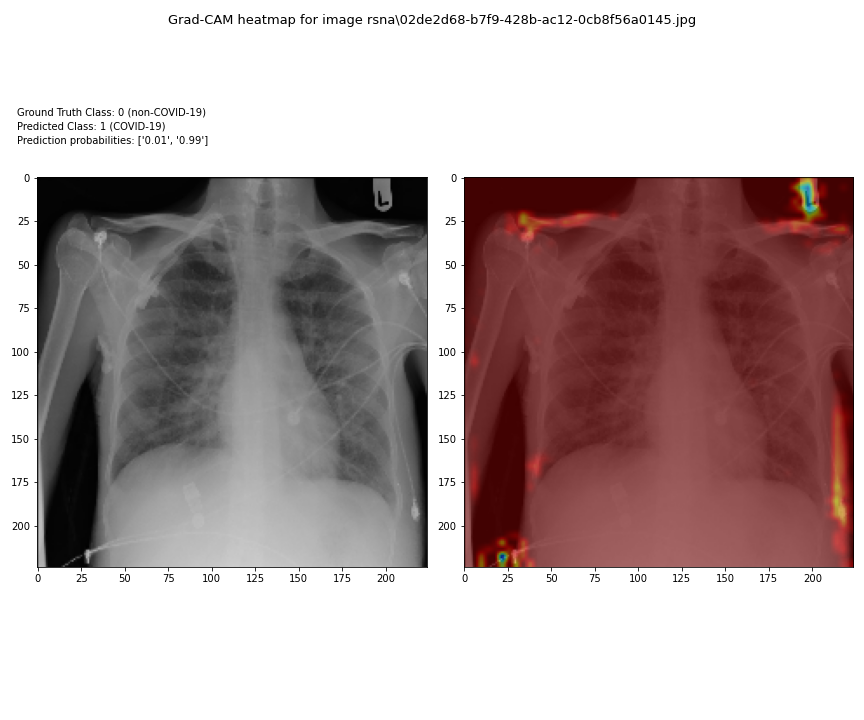 Grad-CAM heatmap for image rsna\02de2d68-b7f9-428b-ac12-0cb8f56a0145.jpg
Ground Truth Class: 0 (non-COVID-19)
Predicted Class: 1 (COVID-19)
Prediction probabilities: ['0.01', '0.99']
L
L
0
25
50
75
100
125
150
175
200
0 25 50 75 100 125 150 175 200
0
25
50
75
100
125
150
175
200
0 25 50 75 100 125 150 175 200